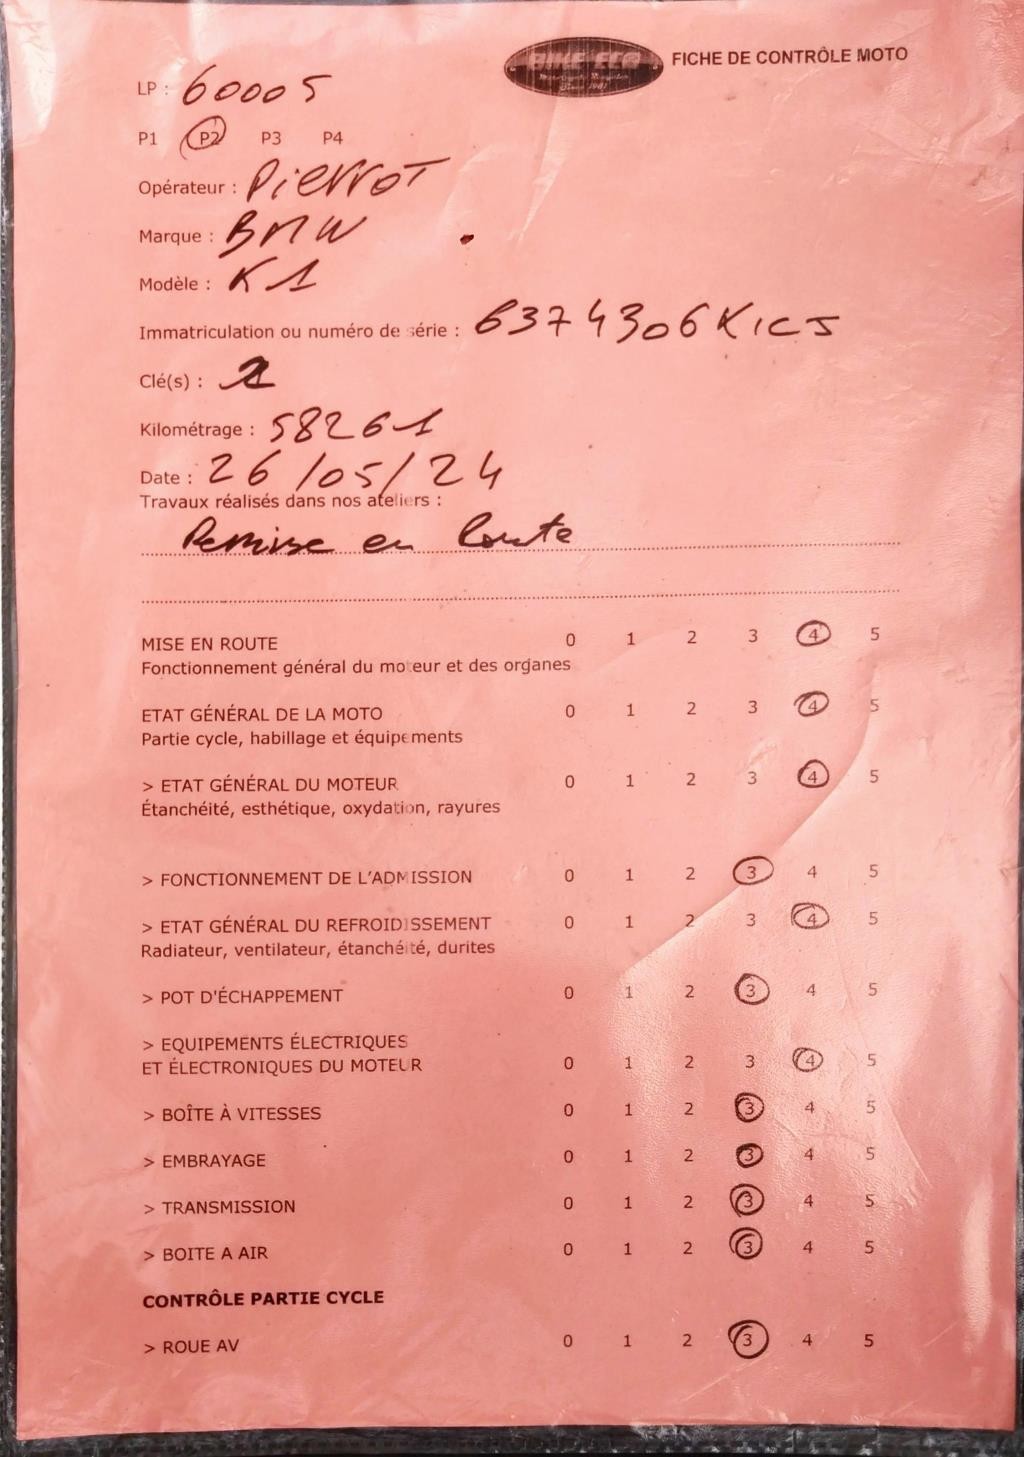 BIKE-ECO
FICHE DE CONTRÔLE MOTO
LP : 60005
P1 P2 P3 P4
Opérateur : PierroT
Marque : BMW
Modèle : K1
Immatriculation ou numéro de série :
Clé(s) :
Kilométrage : 58261
Date : 26/05/24
Travaux réalisés dans nos ateliers :
Remise en route
MISE EN ROUTE 0 1 2 3 4 5
Fonctionnement général du moteur et des organes
ETAT GÉNÉRAL DE LA MOTO 0 1 2 3 4 5
Partie cycle, habillage et équipements
> ETAT GÉNÉRAL DU MOTEUR 0 1 2 3 4 5
Étanchéité, esthétique, oxydation, rayures
> FONCTIONNEMENT DE L'ADMISSION 0 1 2 3 4 5
> ETAT GÉNÉRAL DU REFROIDISSEMENT 0 1 2 3 4 5
Radiateur, ventilateur, étanchéité, durites
> POT D'ÉCHAPPEMENT 0 1 2 3 4 5
> EQUIPEMENTS ÉLECTRIQUES
ET ÉLECTRONIQUES DU MOTEUR 0 1 2 3 4 5
> BOÎTE À VITESSES 0 1 2 3 4 5
> EMBRAYAGE 0 1 2 3 4 5
> TRANSMISSION 0 1 2 3 4 5
> BOITE A AIR 0 1 2 3 4 5
CONTRÔLE PARTIE CYCLE
> ROUE AV 0 1 2 3 4 5